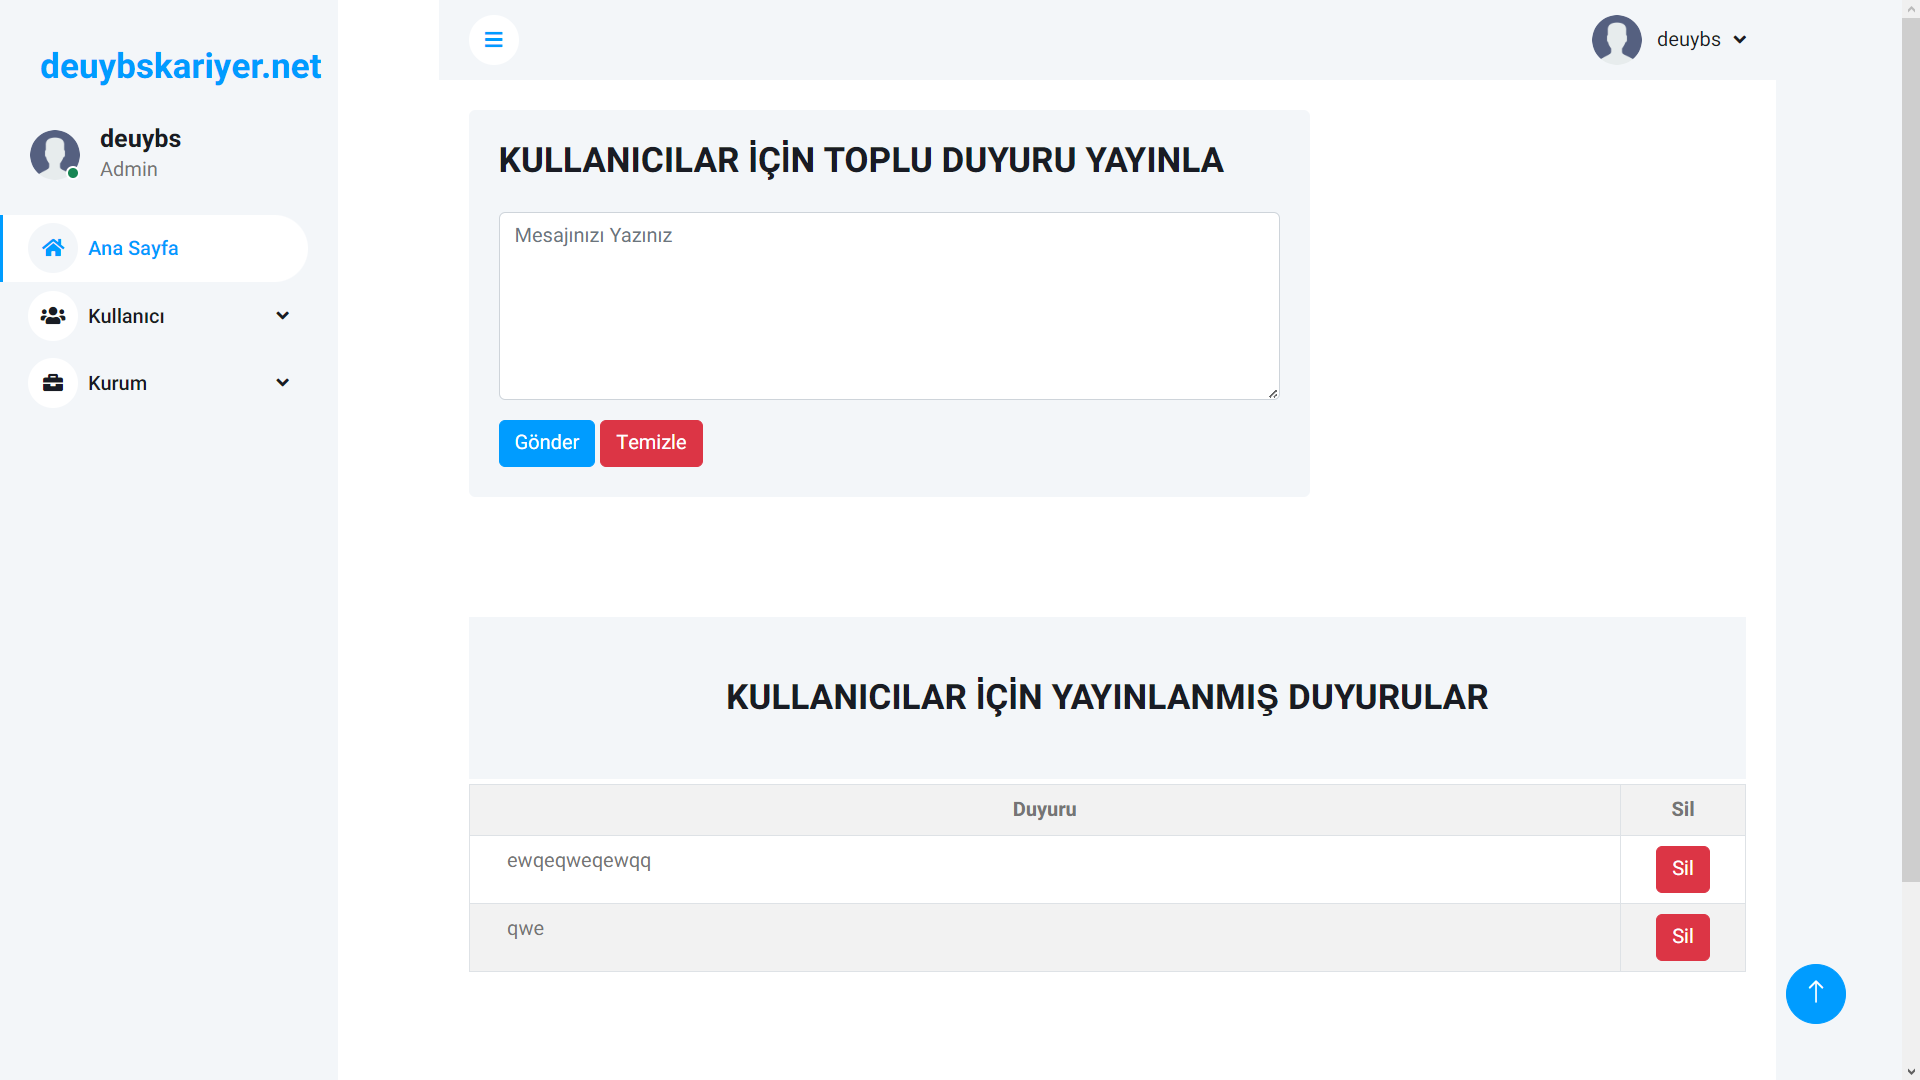 deuybskariyer.net
deuybs
Admin
Ana Sayfa
Kullanıcı
Kurum
deuybs
KULLANICILAR İÇİN TOPLU DUYURU YAYINLA
Mesajınızı Yazınız
Gönder Temizle
KULLANICILAR İÇİN YAYINLANMIŞ DUYURULAR
Duyuru Sil
ewqeqweqewqq Sil
qwe Sil